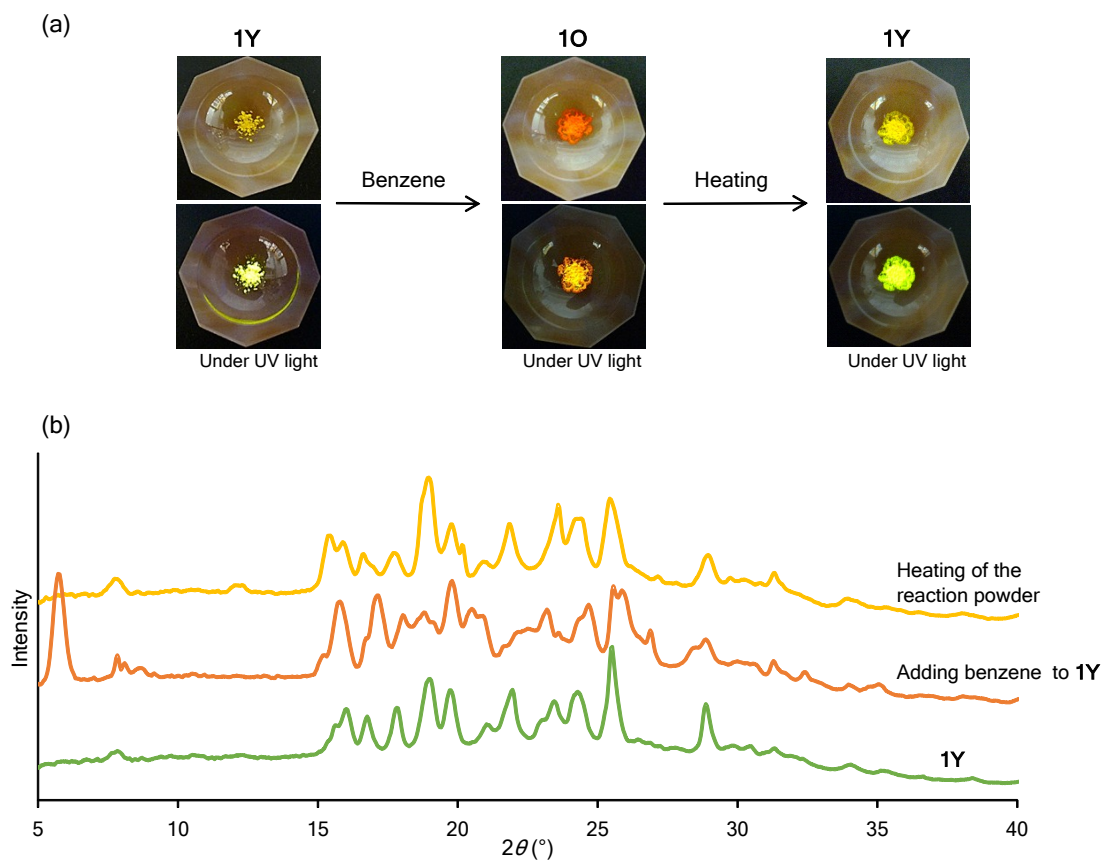 (a)
1Y
1O
1Y
Benzene
Heating
Under UV light
Under UV light
Under UV light
(b)
Intensity
Heating of the
reaction powder
Adding benzene to 1Y
1Y
5
10
15
20
25
30
35
40
2θ (°)